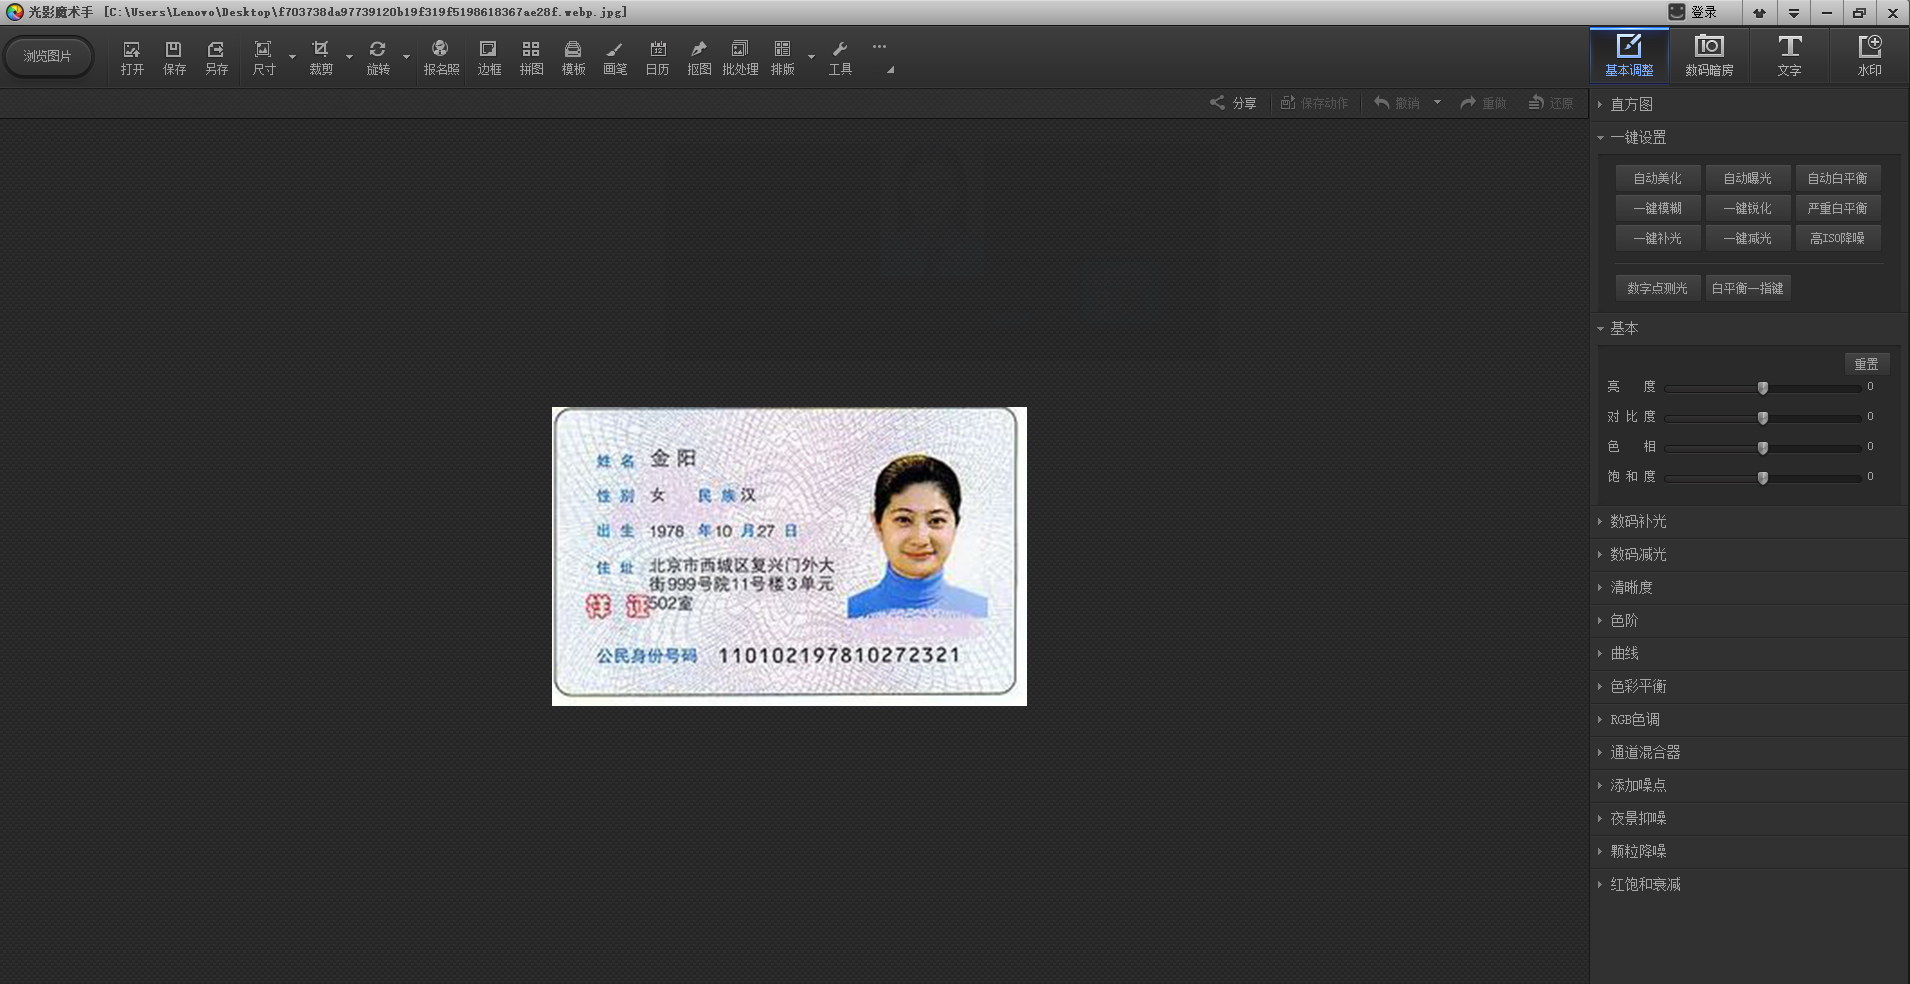 光影魔术手 [C:\Users\Lenovo\Desktop\f703738da97739120b19f319f5198618367ae28f.webp.jpg]
登录
浏览图片
打开 保存 另存 尺寸 裁剪 旋转 报名照 边框 拼图 模板 画笔 日历 抠图 批处理 排版 工具
基本调整 数码暗房 文字 水印
分享 保存动作 撤销 重做 还原
直方图
一键设置
自动美化 自动曝光 自动白平衡
一键模糊 一键锐化 严重白平衡
一键补光 一键减光 高ISO降噪
数字点测光 白平衡一指键
基本
重置
亮度 0
对比度 0
色相 0
饱和度 0
数码补光
数码减光
清晰度
色阶
曲线
色彩平衡
RGB色调
通道混合器
添加噪点
夜景抑噪
颗粒降噪
红饱和衰减
姓名 金阳
性别 女 民族汉
出生 1978 年10 月27 日
住址 北京市西城区复兴门外大
街999号院11号楼3单元
502室
样 证
公民身份号码 110102197810272321